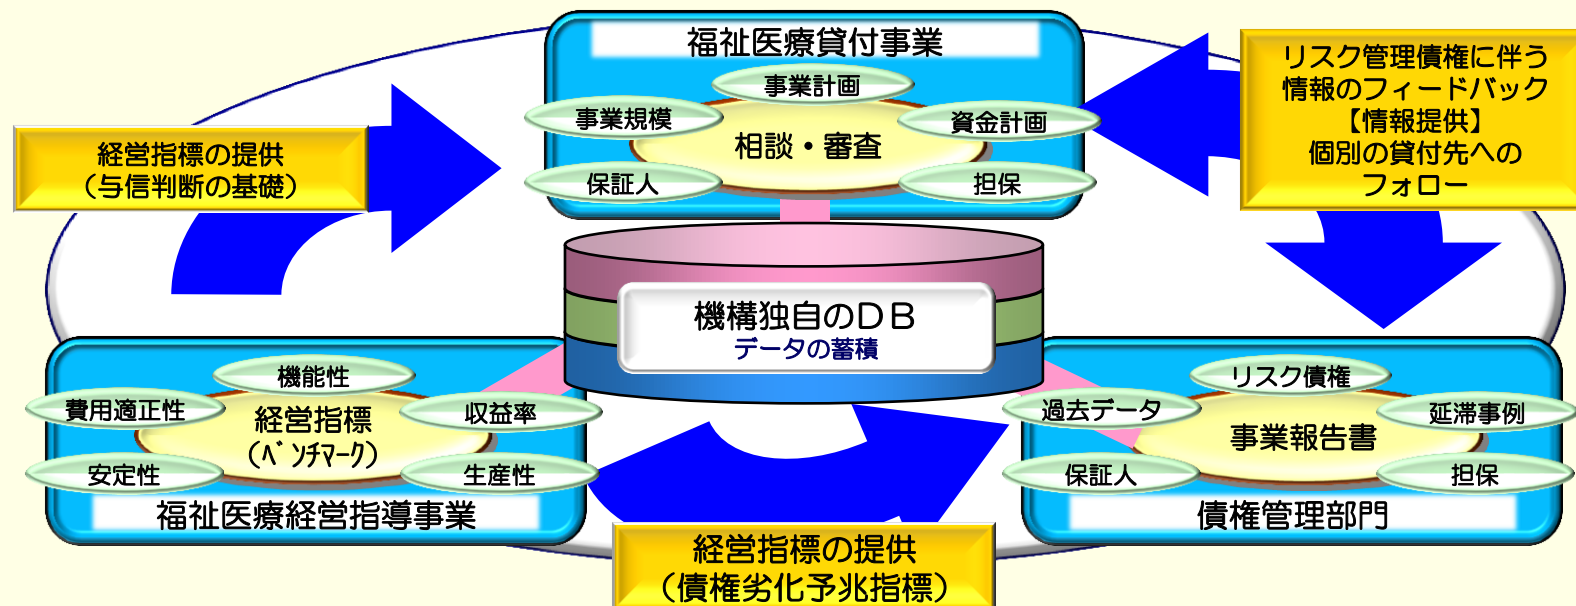 福祉医療貸付事業
事業計画
事業規模
資金計画
相談・審査
保証人
担保
経営指標の提供
（与信判断の基礎）
リスク管理債権に伴う
情報のフィードバック
【情報提供】
個別の貸付先への
フォロー
機構独自のＤＢ
データの蓄積
機能性
費用適正性
収益率
経営指標
（ﾍﾞﾝﾁﾏｰｸ）
安定性
生産性
福祉医療経営指導事業
リスク債権
過去データ
延滞事例
事業報告書
保証人
担保
債権管理部門
経営指標の提供
（債権劣化予兆指標）